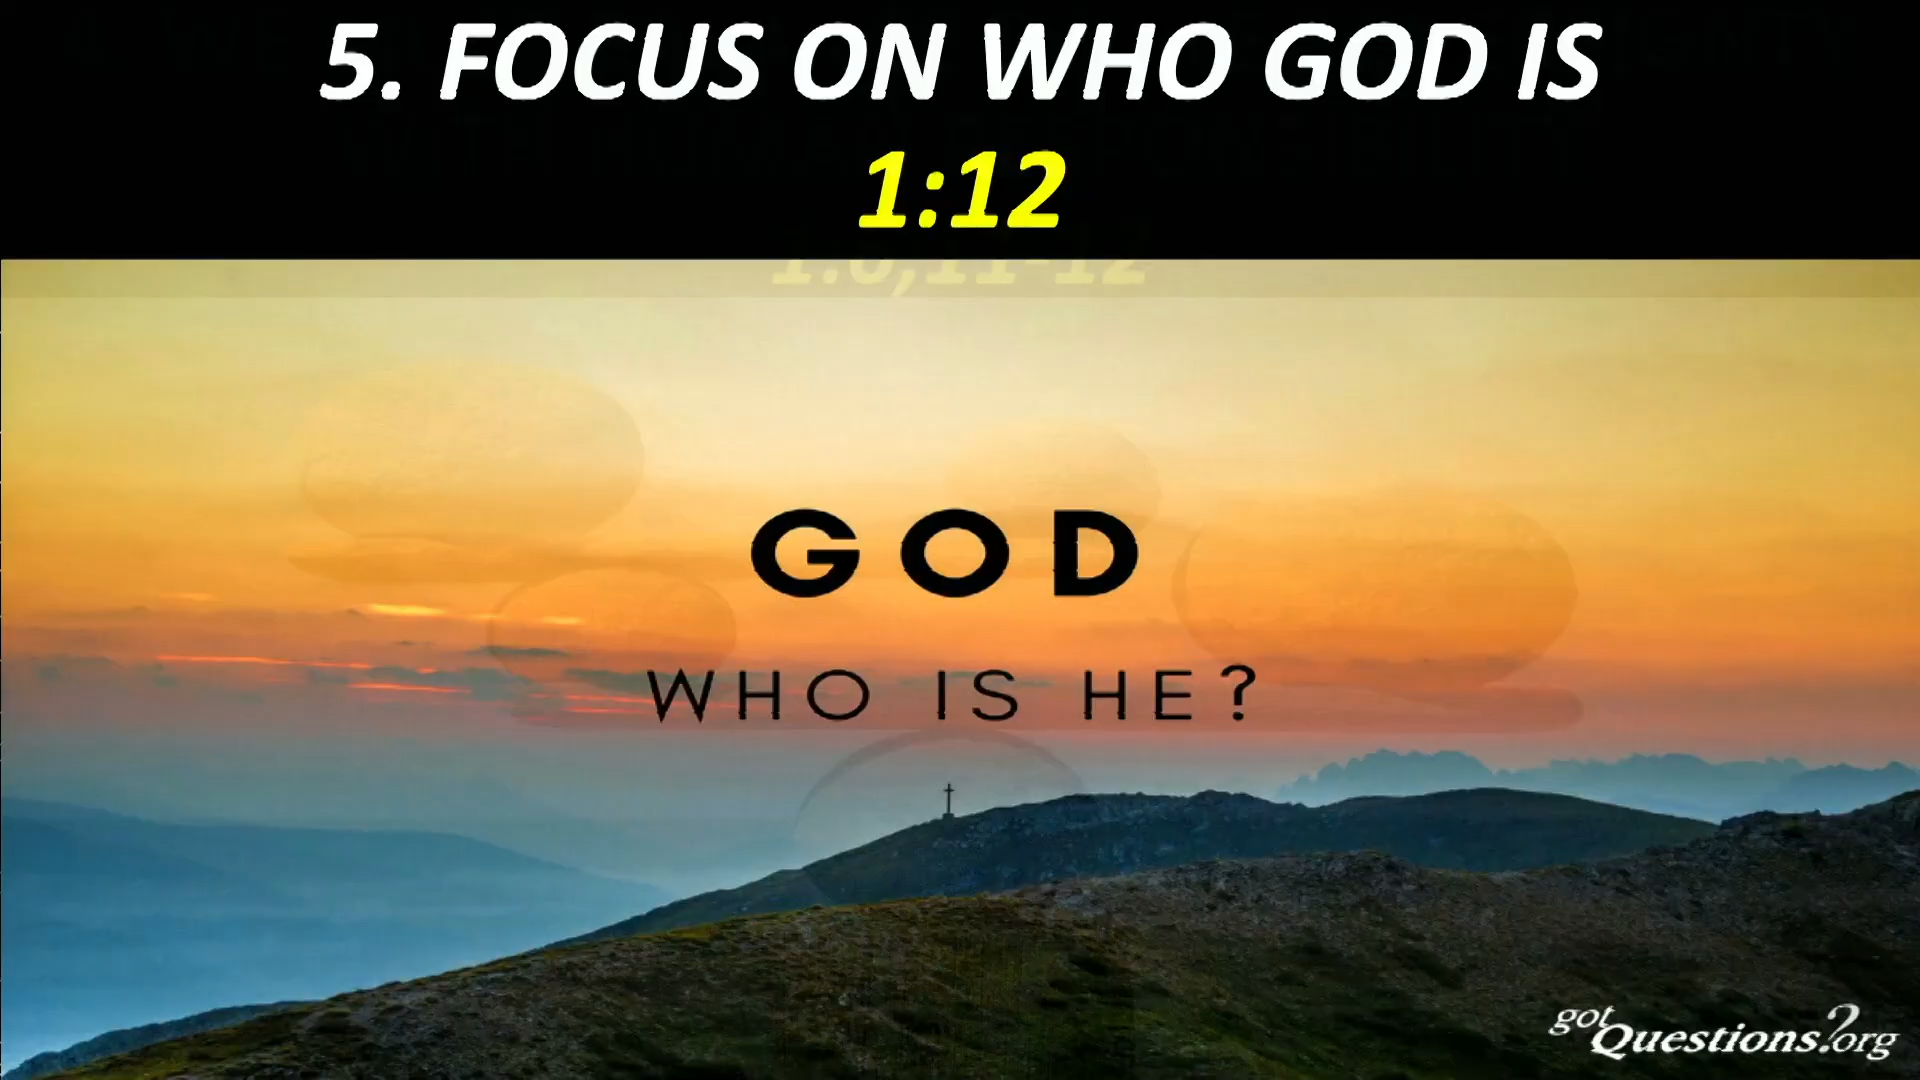 5. FOCUS ON WHO GOD IS
1:12
GOD
WHO IS HE?
gotQuestions?.org